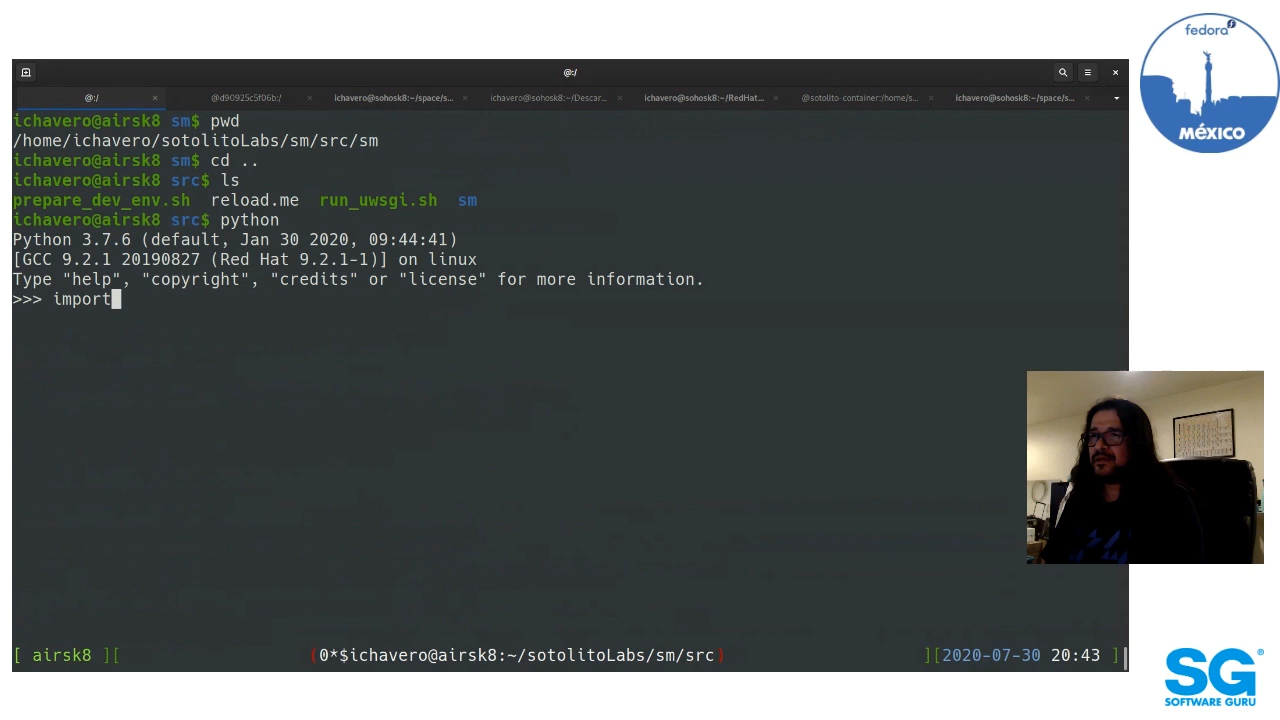 fedora
MÉXICO
@:/
@:/ × @d90925c5f06b:/ × ichavero@sohosk8:~/space/s... × ichavero@sohosk8:~/Descar... × ichavero@sohosk8:~/RedHat... × @sotolito-container:/home/s... × ichavero@sohosk8:~/space/s... ×
ichavero@airsk8 sm$ pwd
/home/ichavero/sotolitoLabs/sm/src/sm
ichavero@airsk8 sm$ cd ..
ichavero@airsk8 src$ ls
prepare_dev_env.sh reload.me run_uwsgi.sh sm
ichavero@airsk8 src$ python
Python 3.7.6 (default, Jan 30 2020, 09:44:41)
[GCC 9.2.1 20190827 (Red Hat 9.2.1-1)] on linux
Type "help", "copyright", "credits" or "license" for more information.
>>> import
[ airsk8 ][ (0*$ichavero@airsk8:~/sotolitoLabs/sm/src) ][2020-07-30 20:43 ]
SG®
SOFTWARE GURU